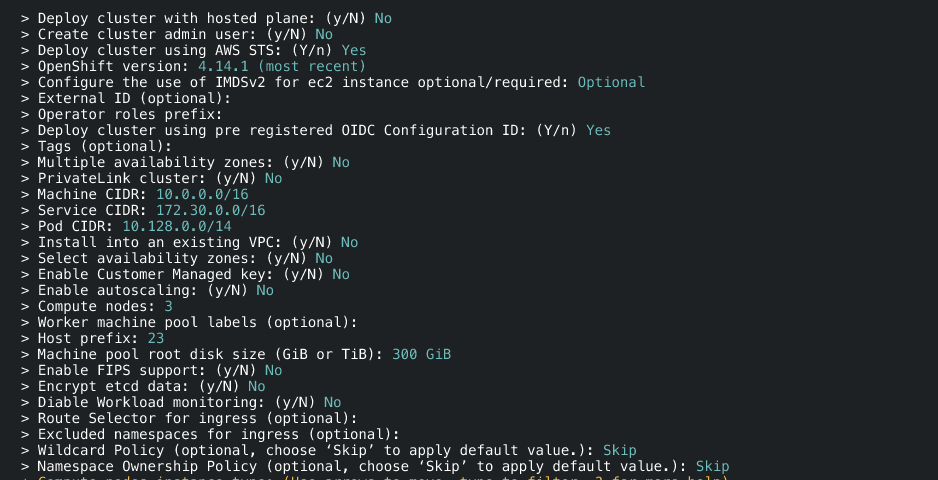 > Deploy cluster with hosted plane: (y/N) No
> Create cluster admin user: (y/N) No
> Deploy cluster using AWS STS: (Y/n) Yes
> OpenShift version: 4.14.1 (most recent)
> Configure the use of IMDSv2 for ec2 instance optional/required: Optional
> External ID (optional):
> Operator roles prefix:
> Deploy cluster using pre registered OIDC Configuration ID: (Y/n) Yes
> Tags (optional):
> Multiple availability zones: (y/N) No
> PrivateLink cluster: (y/N) No
> Machine CIDR: 10.0.0.0/16
> Service CIDR: 172.30.0.0/16
> Pod CIDR: 10.128.0.0/14
> Install into an existing VPC: (y/N) No
> Select availability zones: (y/N) No
> Enable Customer Managed key: (y/N) No
> Enable autoscaling: (y/N) No
> Compute nodes: 3
> Worker machine pool labels (optional):
> Host prefix: 23
> Machine pool root disk size (GiB or TiB): 300 GiB
> Enable FIPS support: (y/N) No
> Encrypt etcd data: (y/N) No
> Diable Workload monitoring: (y/N) No
> Route Selector for ingress (optional):
> Excluded namespaces for ingress (optional):
> Wildcard Policy (optional, choose ‘Skip’ to apply default value.): Skip
> Namespace Ownership Policy (optional, choose ‘Skip’ to apply default value.): Skip